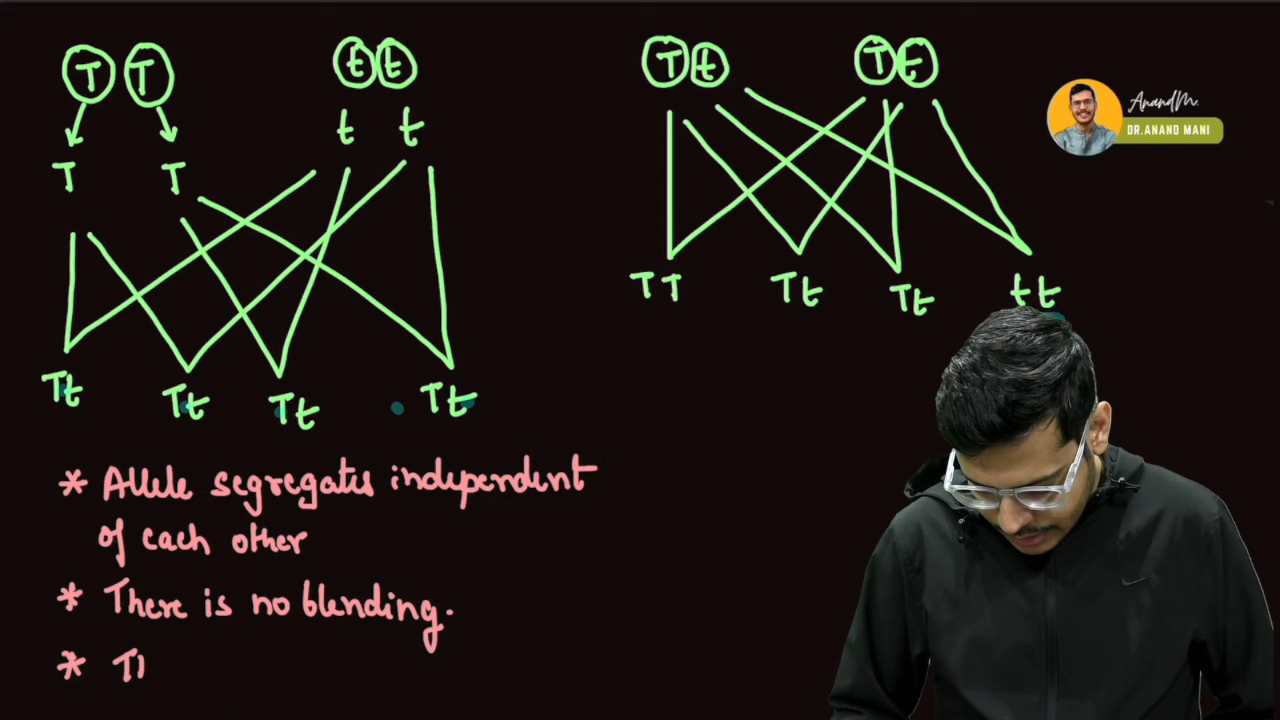 T T t t
t t
T T
Tt Tt Tt Tt
T t T t
TT Tt Tt tt
AnandM.
DR.ANAND MANI
* Allele segregates independent
of each other
* There is no blending.
* TI